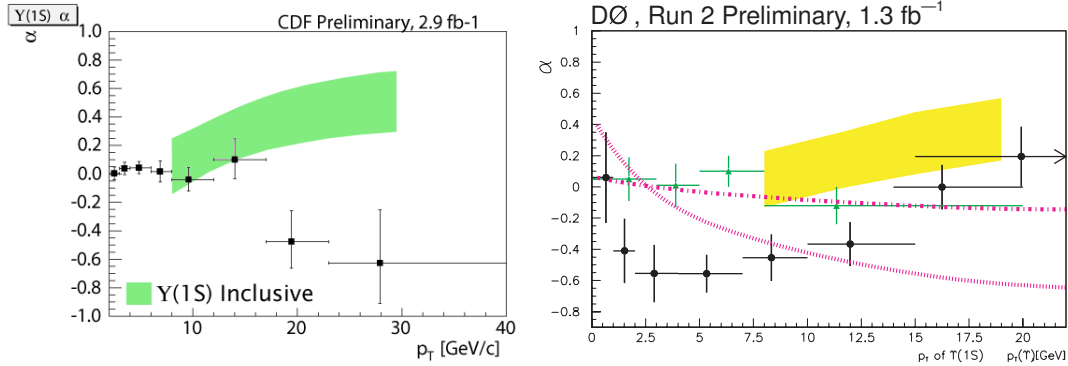 Υ(1S) α
CDF Preliminary, 2.9 fb-1
α
1.0
0.8
0.6
0.4
0.2
0.0
-0.2
-0.4
-0.6
-0.8
-1.0
Υ(1S) Inclusive
10 20 30 40
pT [GeV/c]
DØ , Run 2 Preliminary, 1.3 fb–1
α
1
0.8
0.4
0.2
0
-0.2
-0.4
-0.6
-0.8
0 2.5 5 7.5 10 12.5 15 17.5 20
pT of Υ(1S) pT(Υ)[GeV]